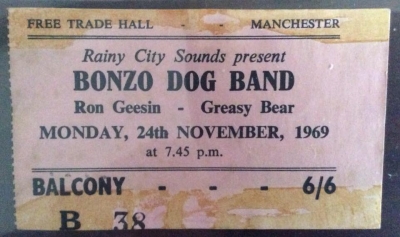 FREE TRADE HALL - MANCHESTER
Rainy City Sounds present
BONZO DOG BAND
Ron Geesin - Greasy Bear
MONDAY, 24th NOVEMBER, 1969
at 7.45 p.m.
BALCONY - - - 6/6
B 38